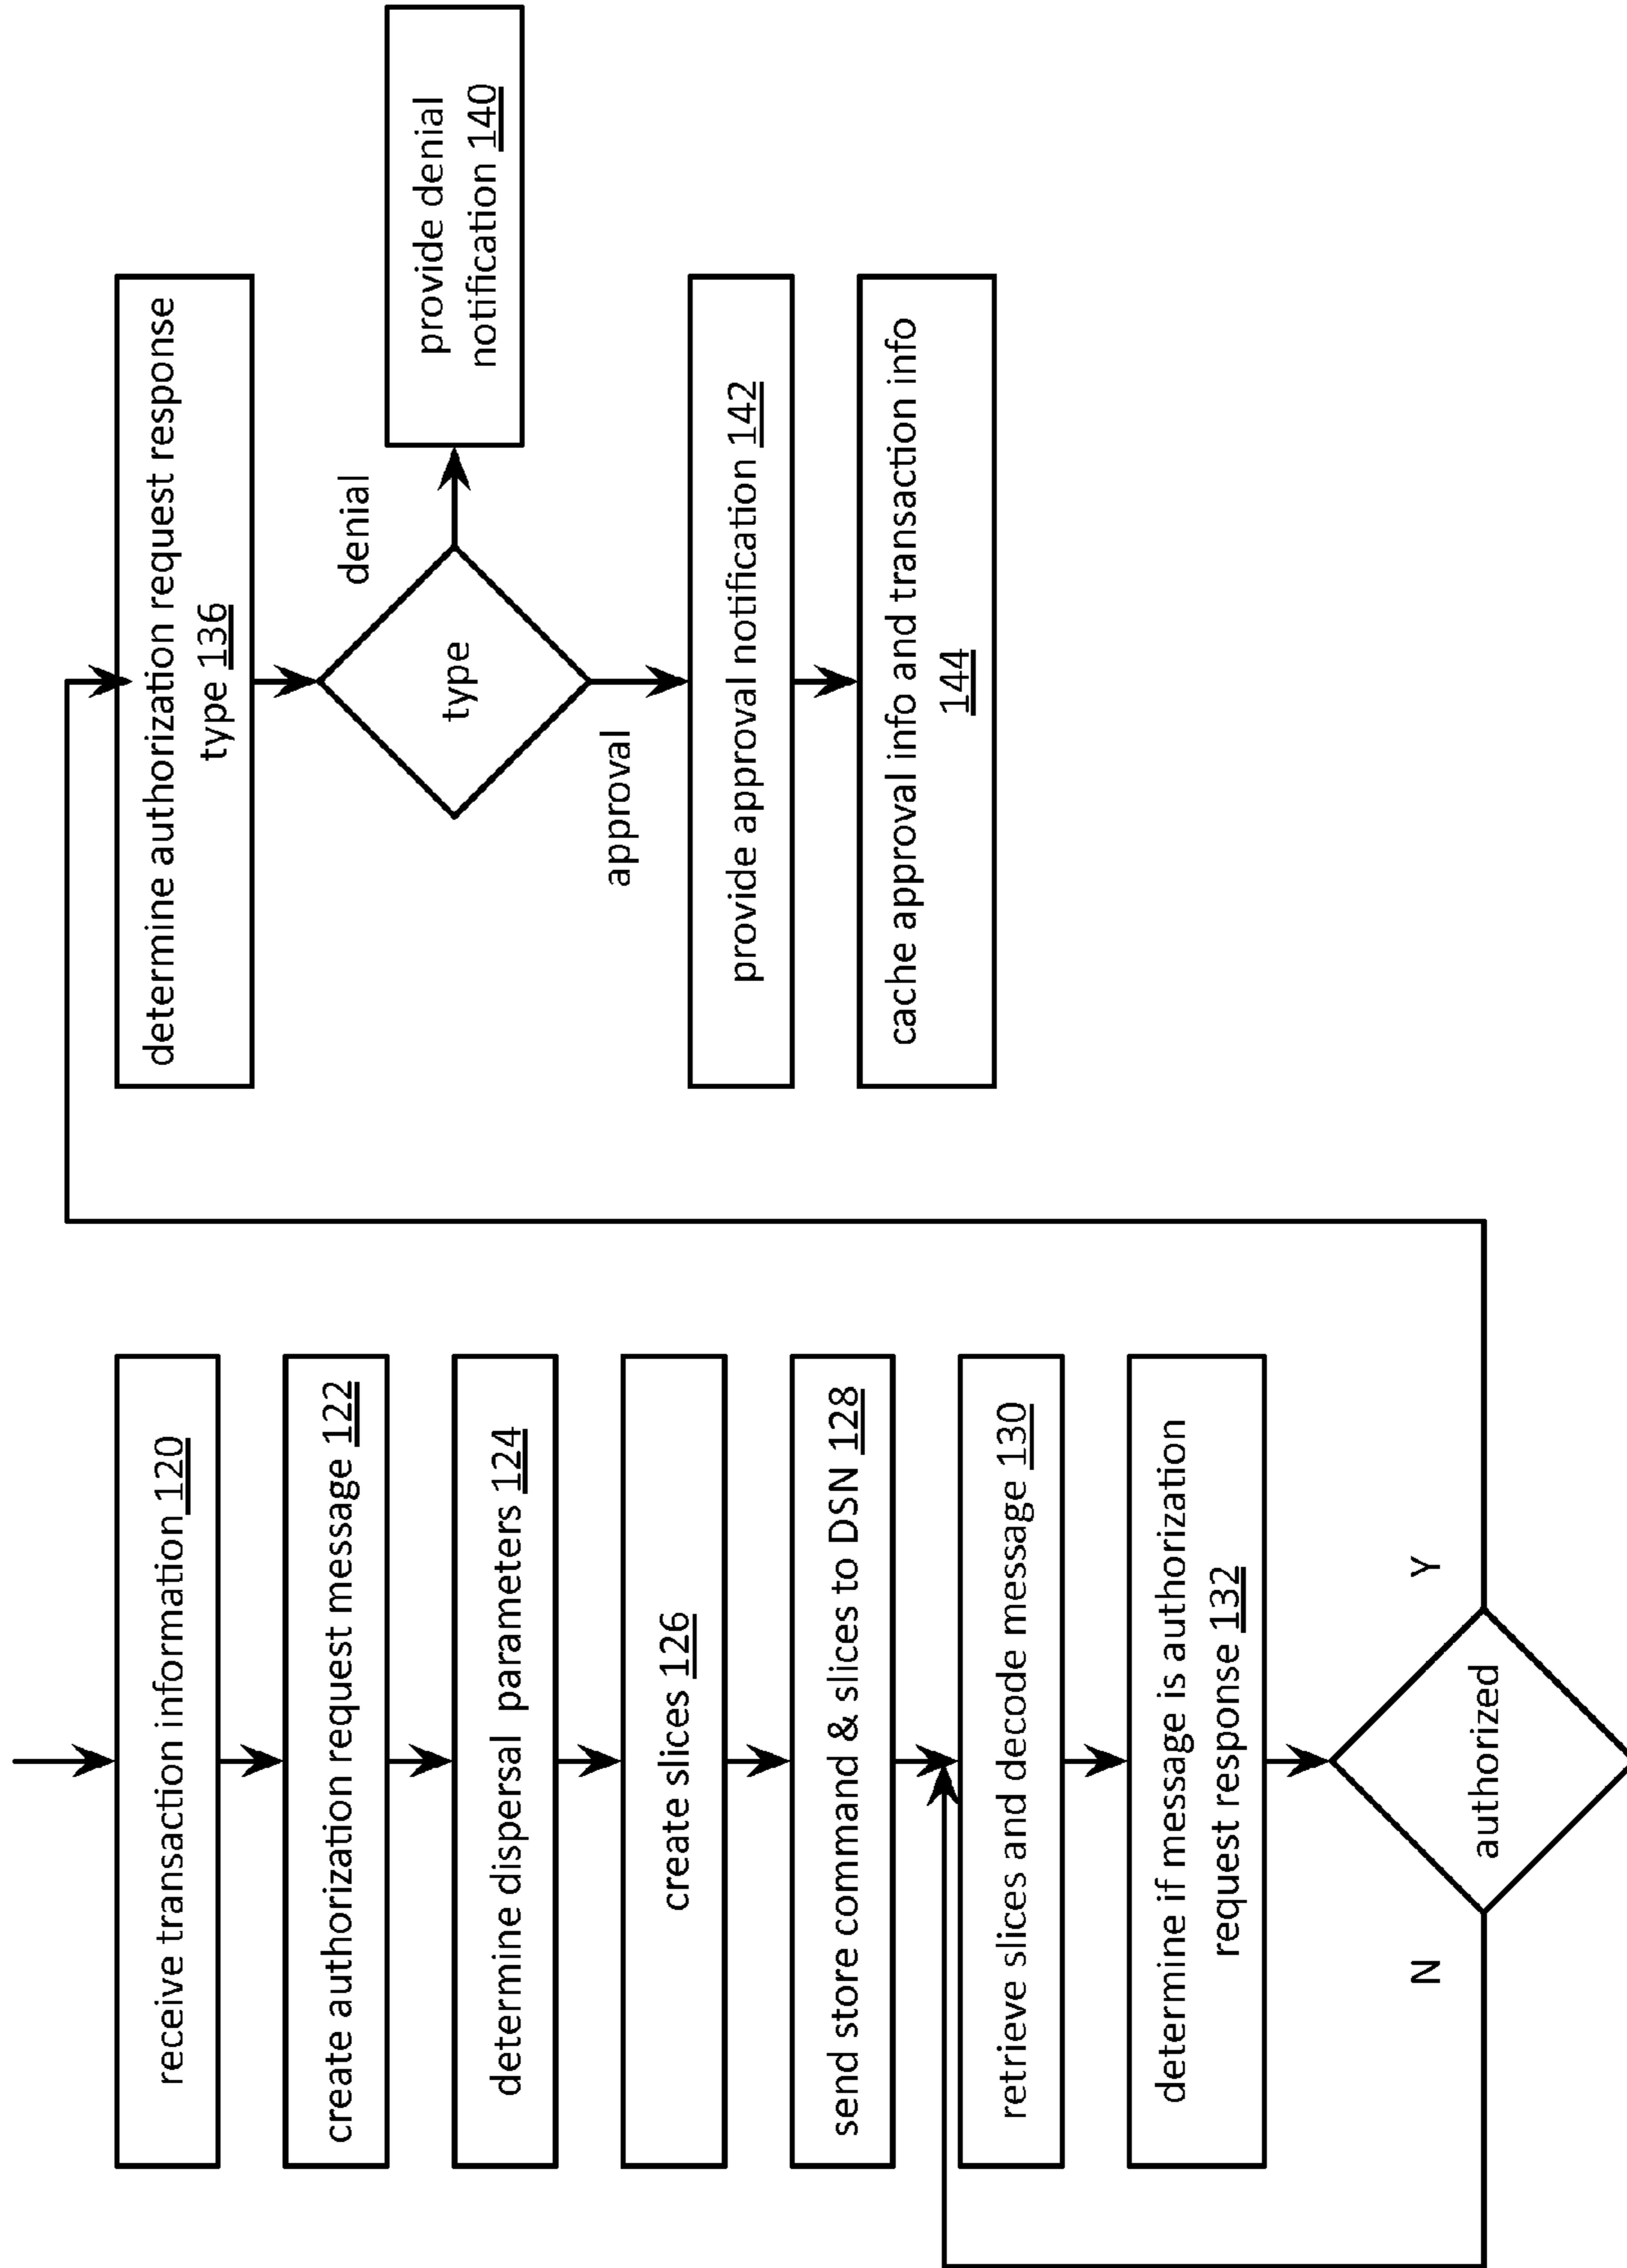 receive transaction information 120
create authorization request message 122
determine dispersal parameters 124
create slices 126
send store command & slices to DSN 128
retrieve slices and decode message 130
determine if message is authorization
request response 132
authorized
N
Y
determine authorization request response
type 136
type
denial
provide denial
notification 140
approval
provide approval notification 142
cache approval info and transaction info
144